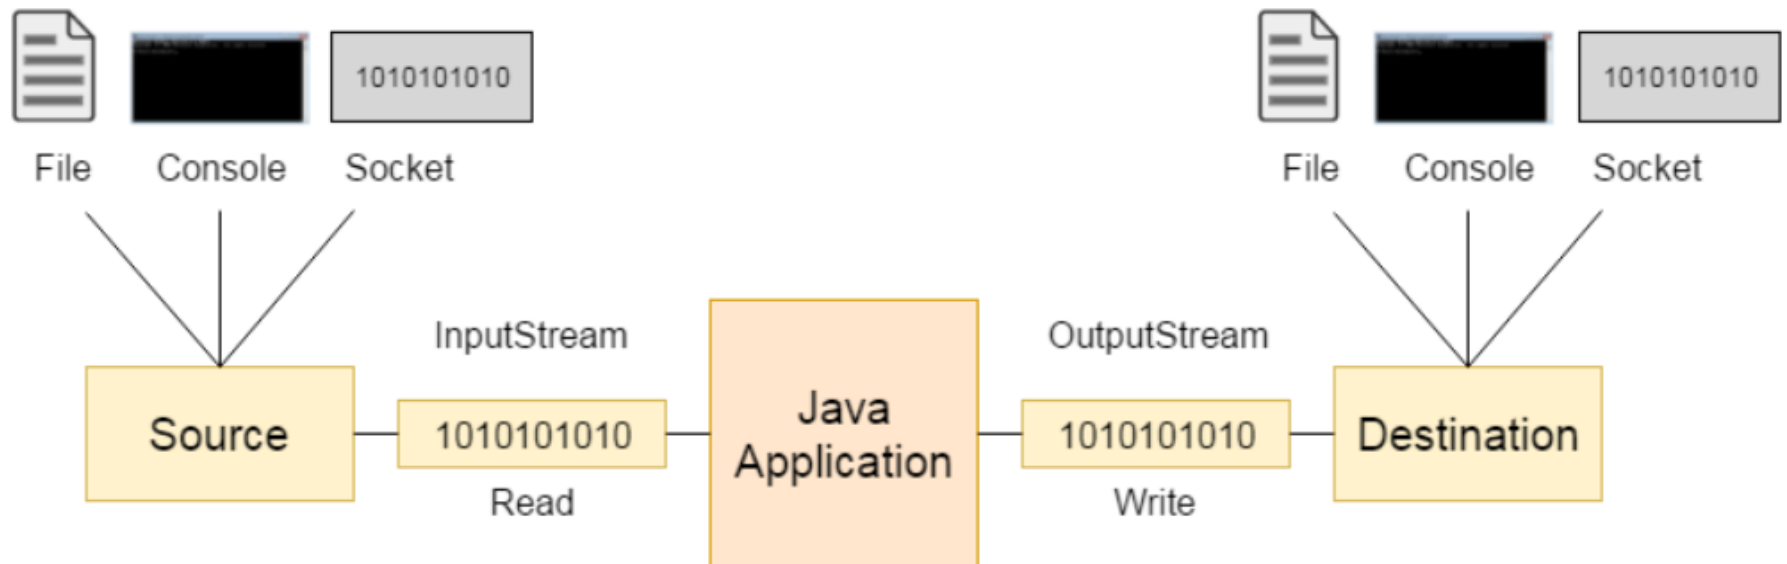 1010101010
1010101010
File Console Socket
File Console Socket
InputStream
OutputStream
Source
1010101010
Java
Application
1010101010
Destination
Read
Write